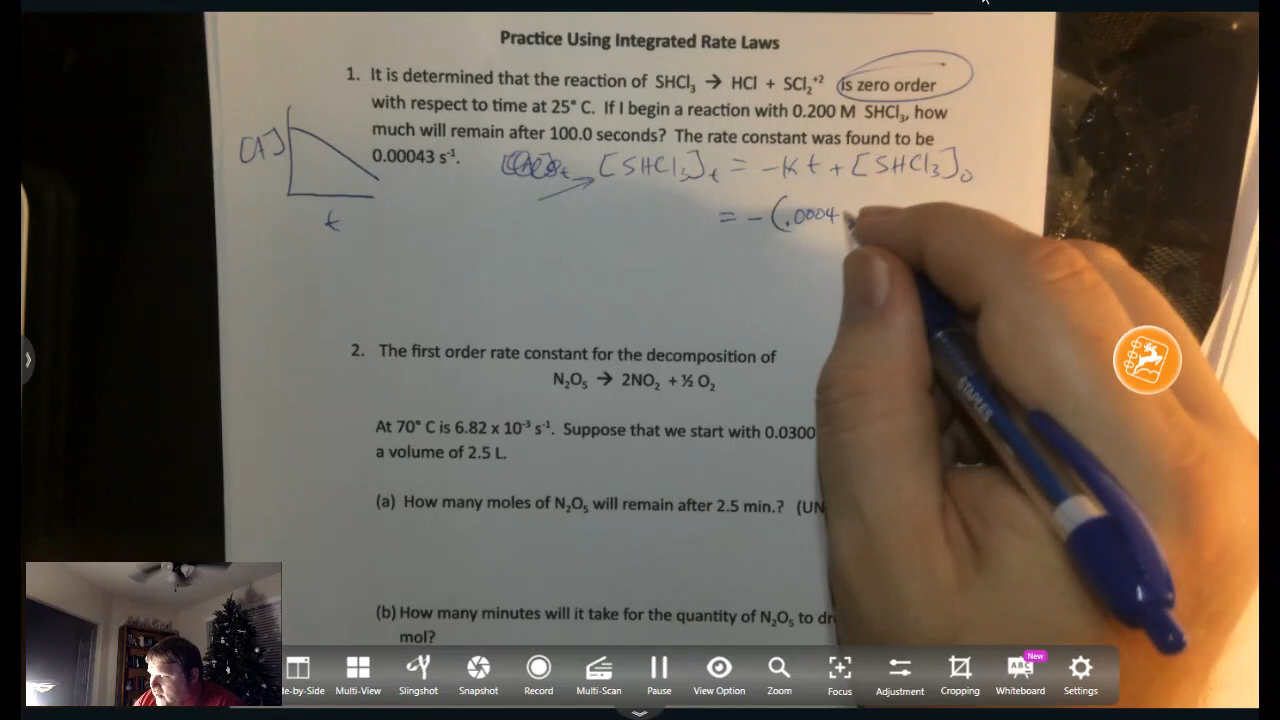 Practice Using Integrated Rate Laws
1. It is determined that the reaction of SHCl₃ → HCl + SCl₂⁺² is zero order
with respect to time at 25° C. If I begin a reaction with 0.200 M SHCl₃, how
much will remain after 100.0 seconds? The rate constant was found to be
0.00043 s⁻¹.
[SHCl₃]ₜ = -Kt + [SHCl₃]₀
= -(.0004
[A]
t
2. The first order rate constant for the decomposition of
N₂O₅ → 2NO₂ + ½ O₂
At 70° C is 6.82 x 10⁻³ s⁻¹. Suppose that we start with 0.0300
a volume of 2.5 L.
(a) How many moles of N₂O₅ will remain after 2.5 min.? (UN
(b) How many minutes will it take for the quantity of N₂O₅ to dr
mol?
STAPLES
de-by-Side
Multi-View
Slingshot
Snapshot
Record
Multi-Scan
Pause
View Option
Zoom
Focus
Adjustment
Cropping
New
ABC
Whiteboard
Settings